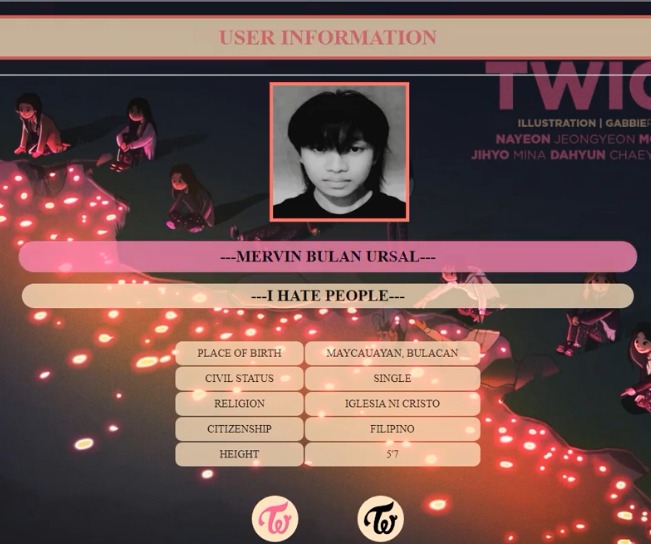 USER INFORMATION
TWIC
ILLUSTRATION | GABBIE
NAYEON JEONGYEON M
JIHYO MINA DAHYUN CHAEY
---MERVIN BULAN URSAL---
---I HATE PEOPLE---
PLACE OF BIRTH MAYCAUAYAN, BULACAN
CIVIL STATUS SINGLE
RELIGION IGLESIA NI CRISTO
CITIZENSHIP FILIPINO
HEIGHT 5'7